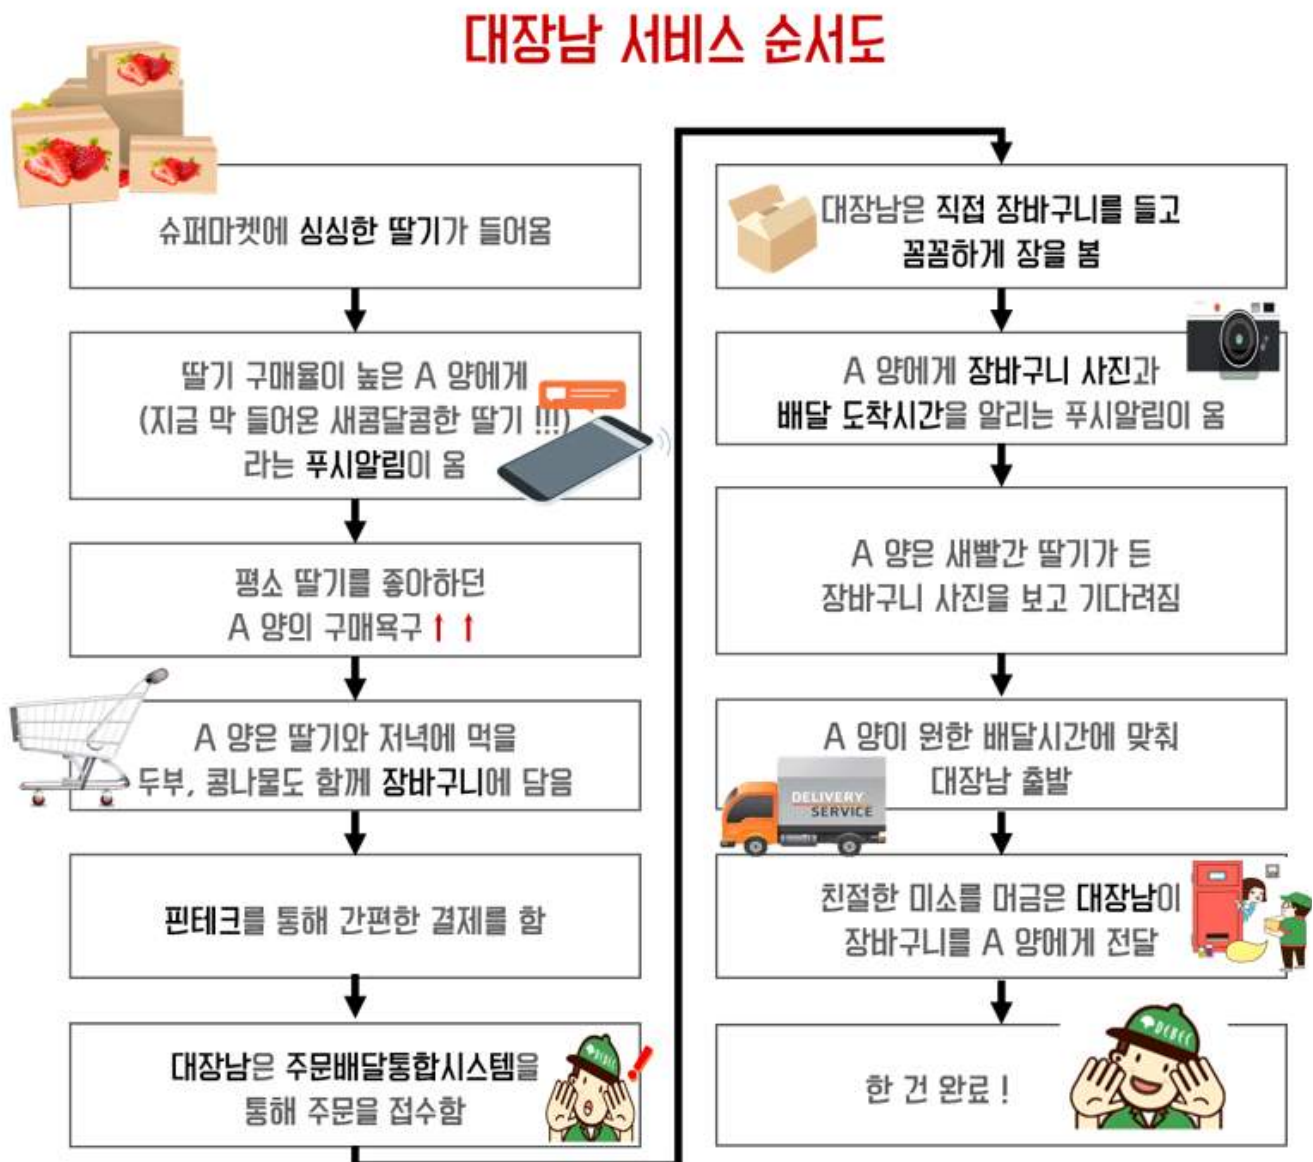 대장남 서비스 순서도
슈퍼마켓에 싱싱한 딸기가 들어옴
딸기 구매율이 높은 A 양에게
(지금 막 들어온 새콤달콤한 딸기 !!!)
라는 푸시알림이 옴
평소 딸기를 좋아하던
A 양의 구매욕구 ↑ ↑
A 양은 딸기와 저녁에 먹을
두부, 콩나물도 함께 장바구니에 담음
핀테크를 통해 간편한 결제를 함
대장남은 주문배달통합시스템을
통해 주문을 접수함
대장남은 직접 장바구니를 들고
꼼꼼하게 장을 봄
A 양에게 장바구니 사진과
배달 도착시간을 알리는 푸시알림이 옴
A 양은 새빨간 딸기가 든
장바구니 사진을 보고 기다려짐
A 양이 원한 배달시간에 맞춰
대장남 출발
DELIVERY
SERVICE
친절한 미소를 머금은 대장남이
장바구니를 A 양에게 전달
한 건 완료 !